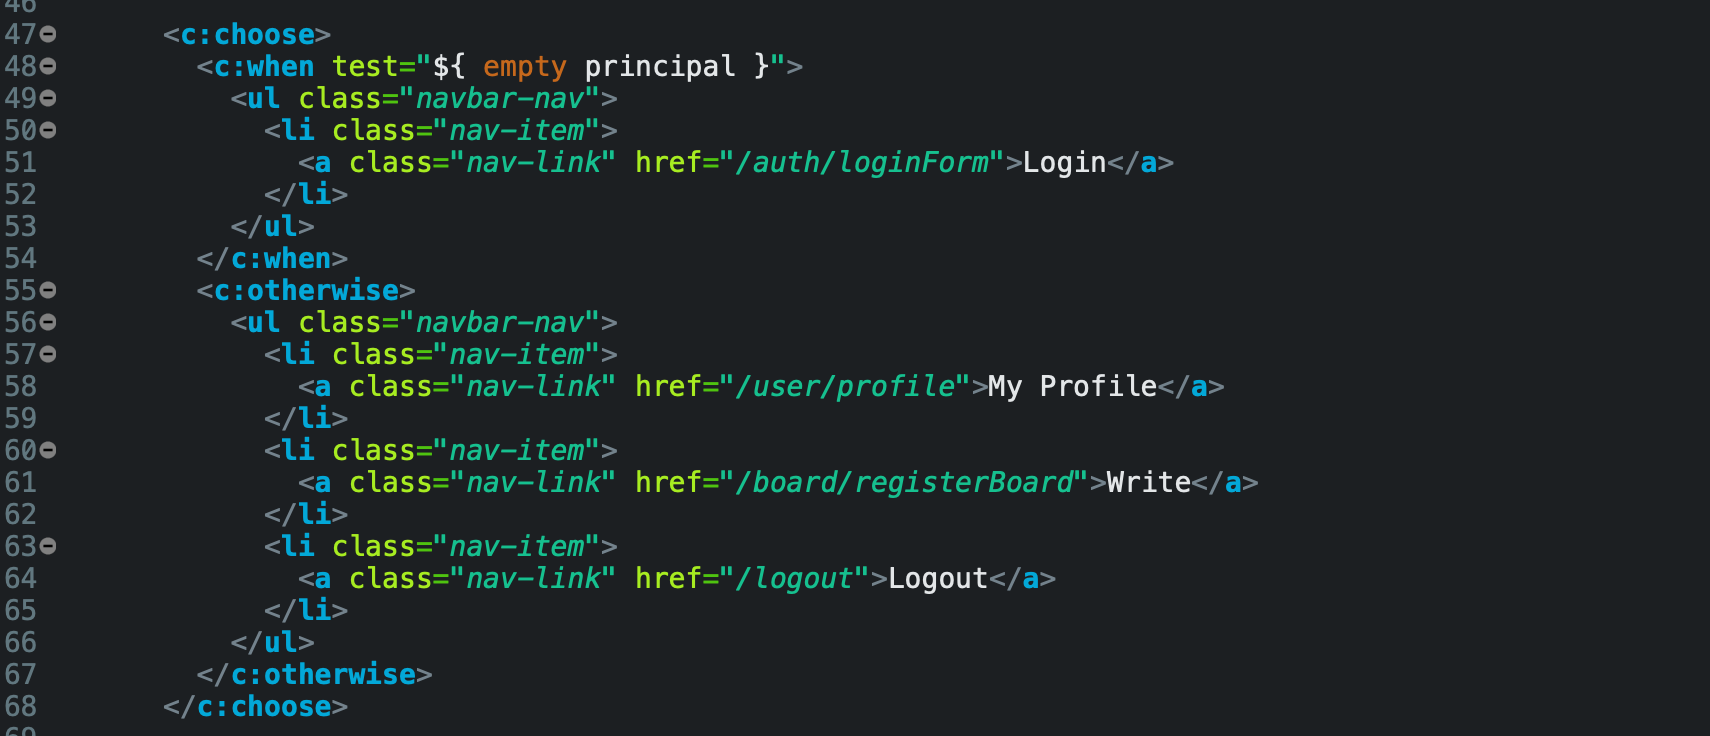 46
47 <c:choose>
48 <c:when test="${ empty principal }">
49 <ul class="navbar-nav">
50 <li class="nav-item">
51 <a class="nav-link" href="/auth/loginForm">Login</a>
52 </li>
53 </ul>
54 </c:when>
55 <c:otherwise>
56 <ul class="navbar-nav">
57 <li class="nav-item">
58 <a class="nav-link" href="/user/profile">My Profile</a>
59 </li>
60 <li class="nav-item">
61 <a class="nav-link" href="/board/registerBoard">Write</a>
62 </li>
63 <li class="nav-item">
64 <a class="nav-link" href="/logout">Logout</a>
65 </li>
66 </ul>
67 </c:otherwise>
68 </c:choose>
69